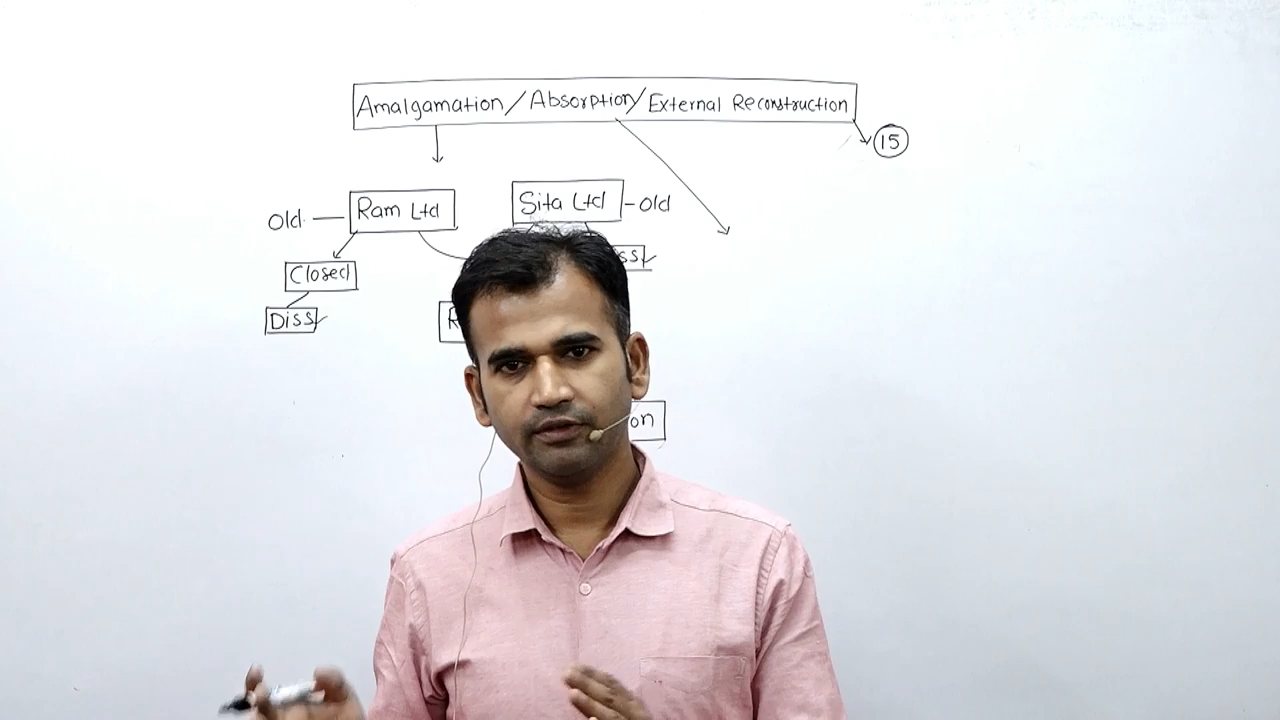 Amalgamation / Absorption / External Reconstruction
15
Old — Ram Ltd
Sita Ltd - Old
Closed
Diss